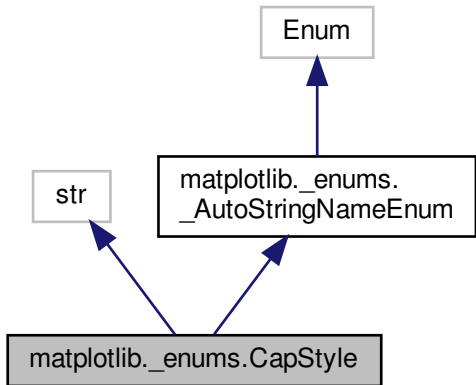 Enum
str
matplotlib._enums.
_AutoStringNameEnum
matplotlib._enums.CapStyle